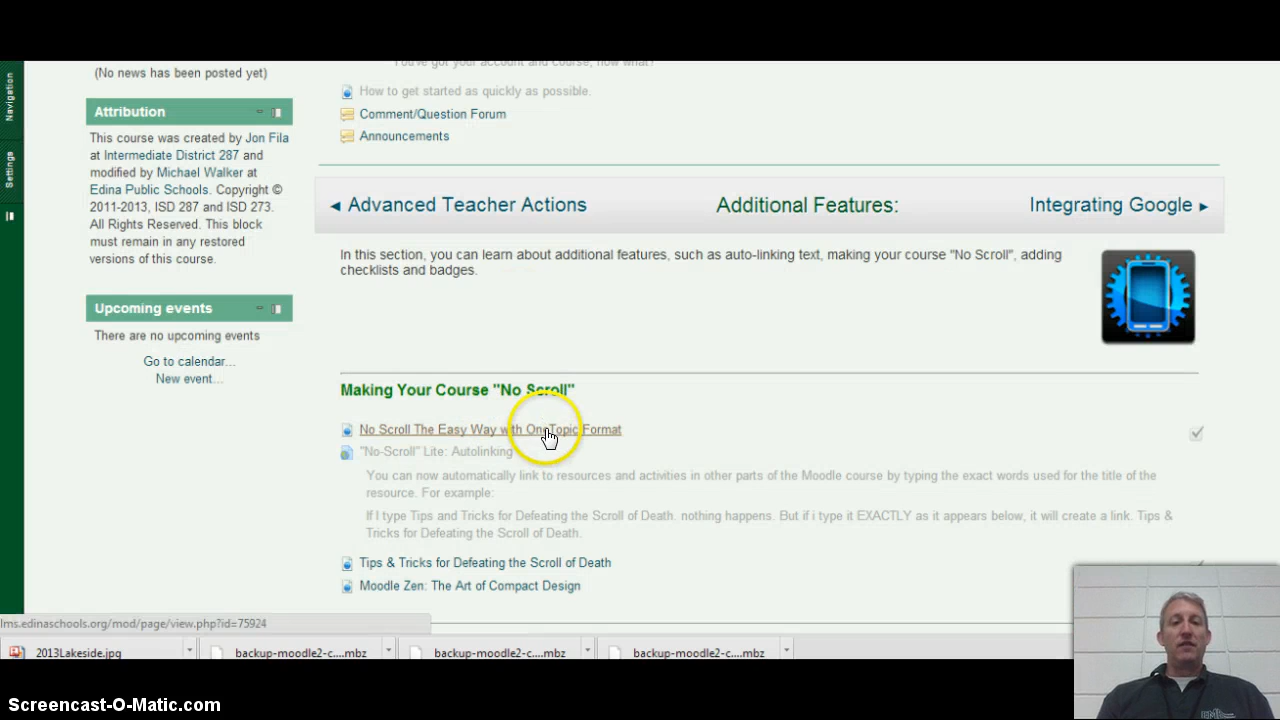 Navigation
Settings
(No news has been posted yet)
Attribution
This course was created by Jon Fila
at Intermediate District 287 and
modified by Michael Walker at
Edina Public Schools. Copyright ©
2011-2013, ISD 287 and ISD 273.
All Rights Reserved. This block
must remain in any restored
versions of this course.
Upcoming events
There are no upcoming events
Go to calendar...
New event...
You've got your account and course, now what?
How to get started as quickly as possible.
Comment/Question Forum
Announcements
◄ Advanced Teacher Actions
Additional Features:
Integrating Google ►
In this section, you can learn about additional features, such as auto-linking text, making your course "No Scroll", adding
checklists and badges.
Making Your Course "No Scroll"
No Scroll The Easy Way with OneTopic Format
"No-Scroll" Lite: Autolinking
You can now automatically link to resources and activities in other parts of the Moodle course by typing the exact words used for the title of the
resource. For example:
If I type Tips and Tricks for Defeating the Scroll of Death. nothing happens. But if i type it EXACTLY as it appears below, it will create a link. Tips &
Tricks for Defeating the Scroll of Death.
Tips & Tricks for Defeating the Scroll of Death
Moodle Zen: The Art of Compact Design
lms.edinaschools.org/mod/page/view.php?id=75924
2013Lakeside.jpg
backup-moodle2-c....mbz
backup-moodle2-c....mbz
backup-moodle2-c....mbz
Screencast-O-Matic.com